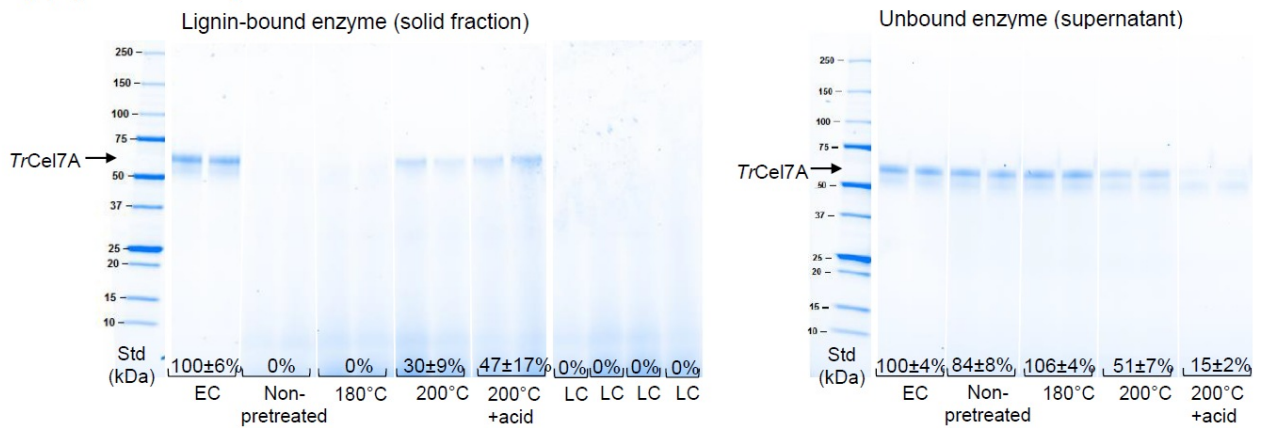 Lignin-bound enzyme (solid fraction)
250
150
100
75
TrCel7A
50
37
25
20
15
10
Std
(kDa)
100±6% 0% 0% 30±9% 47±17% 0% 0% 0% 0%
EC Non-
pretreated 180°C 200°C 200°C
+acid LC LC LC LC
Unbound enzyme (supernatant)
250
150
100
75
TrCel7A
50
37
25
20
15
10
Std
(kDa)
100±4% 84±8% 106±4% 51±7% 15±2%
EC Non-
pretreated 180°C 200°C 200°C
+acid